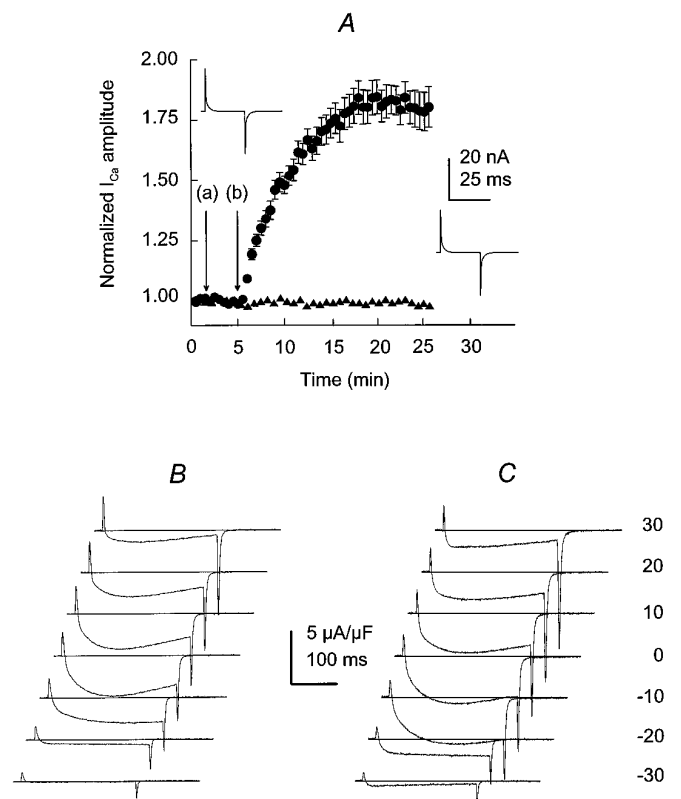 A
Normalized I_Ca amplitude
2.00
1.75
1.50
1.25
1.00
(a) (b)
20 nA
25 ms
0 5 10 15 20 25 30
Time (min)
B
C
5 µA/µF
100 ms
30
20
10
0
-10
-20
-30